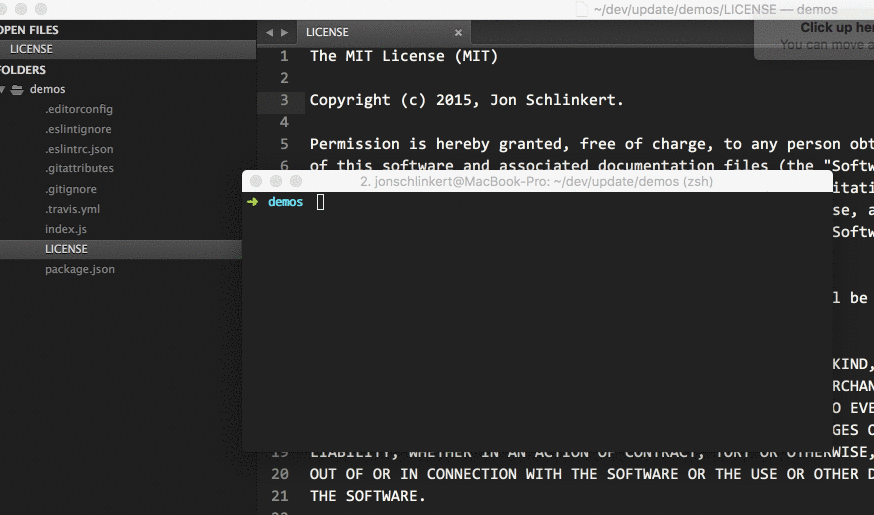 ~/dev/update/demos/LICENSE — demos
OPEN FILES
LICENSE
FOLDERS
demos
.editorconfig
.eslintignore
.eslintrc.json
.gitattributes
.gitignore
.travis.yml
index.js
LICENSE
package.json
LICENSE
Click up her
You can move a
1 The MIT License (MIT)
2
3 Copyright (c) 2015, Jon Schlinkert.
4
5 Permission is hereby granted, free of charge, to any person obt
6 of this software and associated documentation files (the "Softw
itati
se, a
Softw
l be
KIND,
RCHAN
O EVE
GES O
19 LIABILITY, WHETHER IN AN ACTION OF CONTRACT, TORT OR OTHERWISE,
20 OUT OF OR IN CONNECTION WITH THE SOFTWARE OR THE USE OR OTHER D
21 THE SOFTWARE.
2. jonschlinkert@MacBook-Pro: ~/dev/update/demos (zsh)
➜ demos